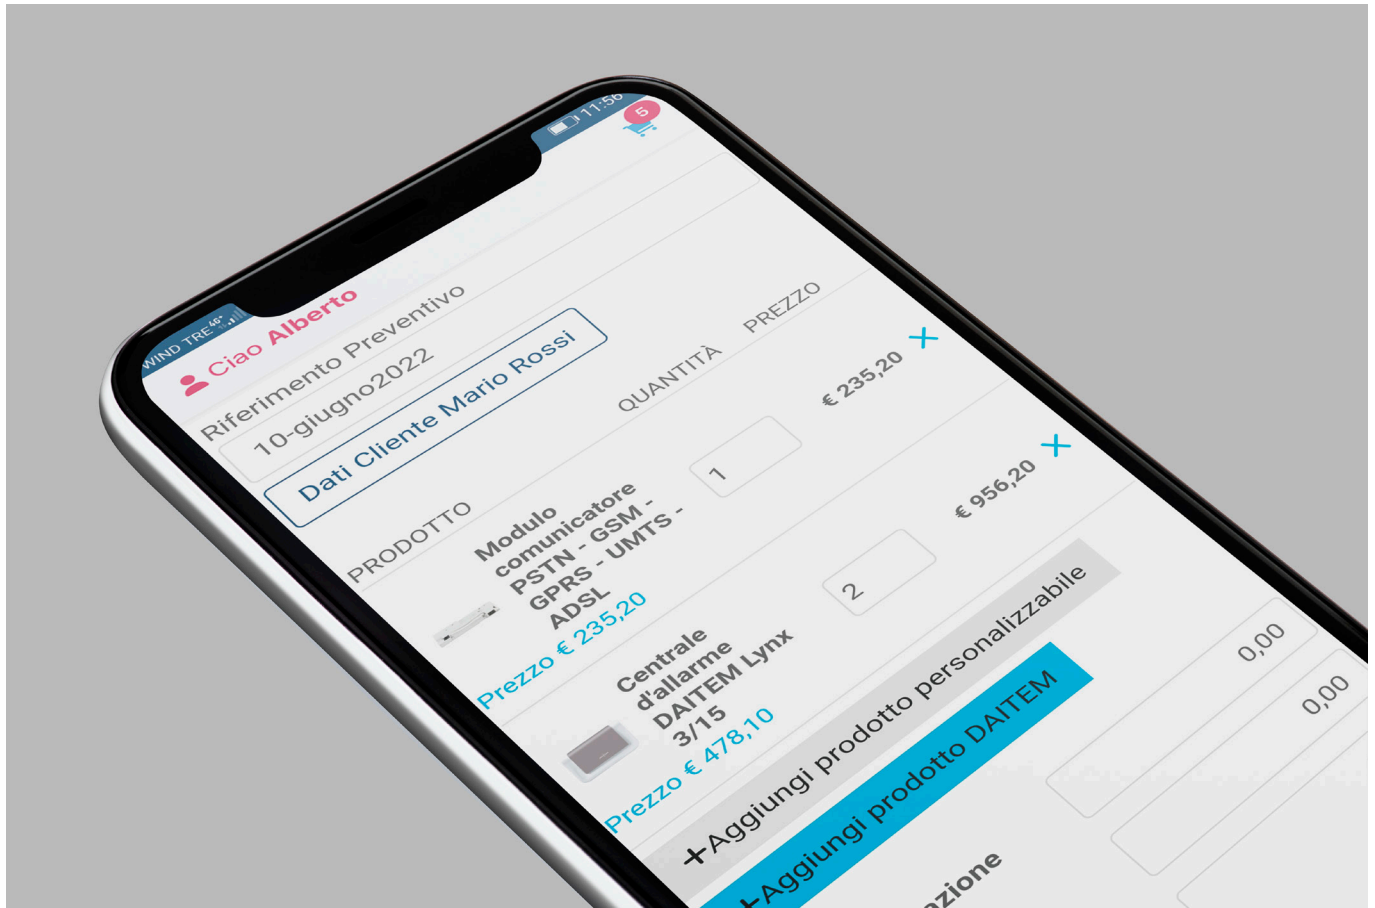 WIND TRE 4G+
11:56
5
Ciao Alberto
Riferimento Preventivo
10-giugno2022
Dati Cliente Mario Rossi
PRODOTTO QUANTITÀ PREZZO
Modulo
comunicatore
PSTN - GSM -
GPRS - UMTS -
ADSL
Prezzo € 235,20
1
€ 235,20
Centrale
d'allarme
DAITEM Lynx
3/15
Prezzo € 478,10
2
€ 956,20
+Aggiungi prodotto personalizzabile
+Aggiungi prodotto DAITEM
0,00
0,00